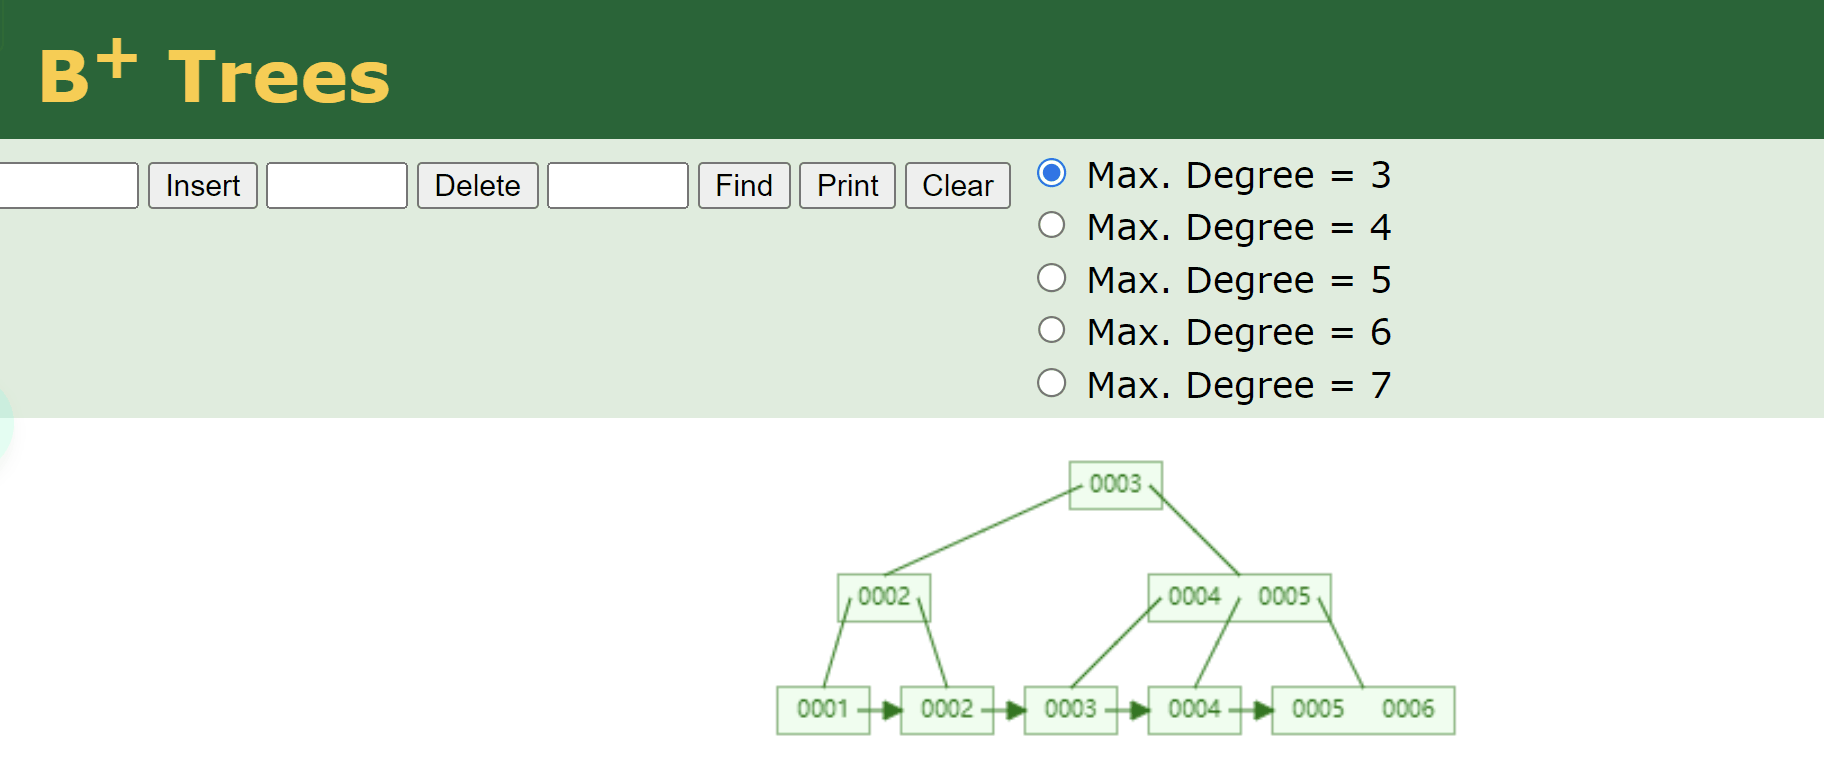 B+ Trees
Insert Delete Find Print Clear
Max. Degree = 3
Max. Degree = 4
Max. Degree = 5
Max. Degree = 6
Max. Degree = 7
0003
0002 0004 0005
0001 0002 0003 0004 0005 0006